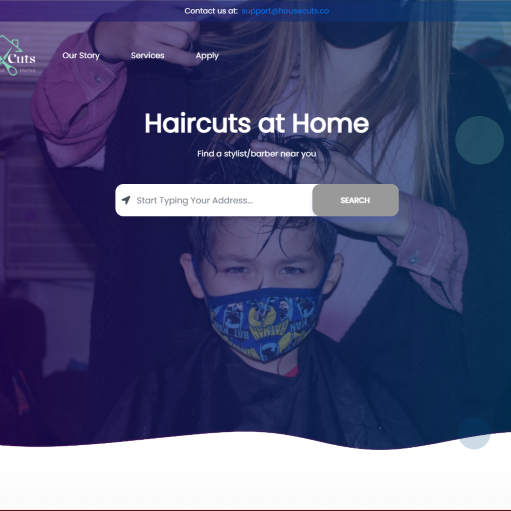 Contact us at: support@housecuts.co
Cuts
Our Story
Services
Apply
Haircuts at Home
Find a stylist/barber near you
Start Typing Your Address...
SEARCH